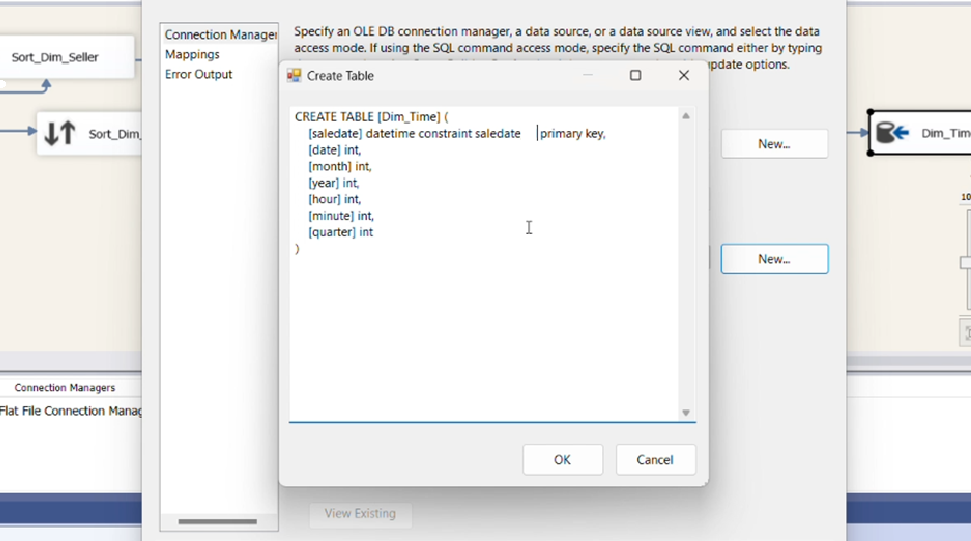 Sort_Dim_Seller
Sort_Dim_
Connection Manager
Mappings
Error Output
Specify an OLE DB connection manager, a data source, or a data source view, and select the data
access mode. If using the SQL command access mode, specify the SQL command either by typing
update options.
Create Table
CREATE TABLE [Dim_Time] (
[saledate] datetime constraint saledate primary key,
[date] int,
[month] int,
[year] int,
[hour] int,
[minute] int,
[quarter] int
)
New...
New...
OK
Cancel
View Existing
Dim_Time
10
Connection Managers
Flat File Connection Manag